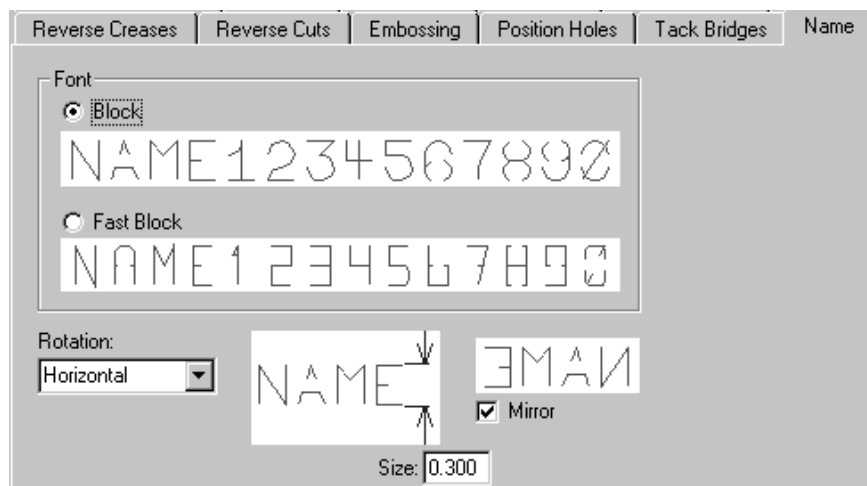 Reverse Creases Reverse Cuts Embossing Position Holes Tack Bridges Name
Font
Block
NAME1234567890
Fast Block
NAME1234567890
Rotation:
Horizontal
NAME
NAME
Mirror
Size: 0.300